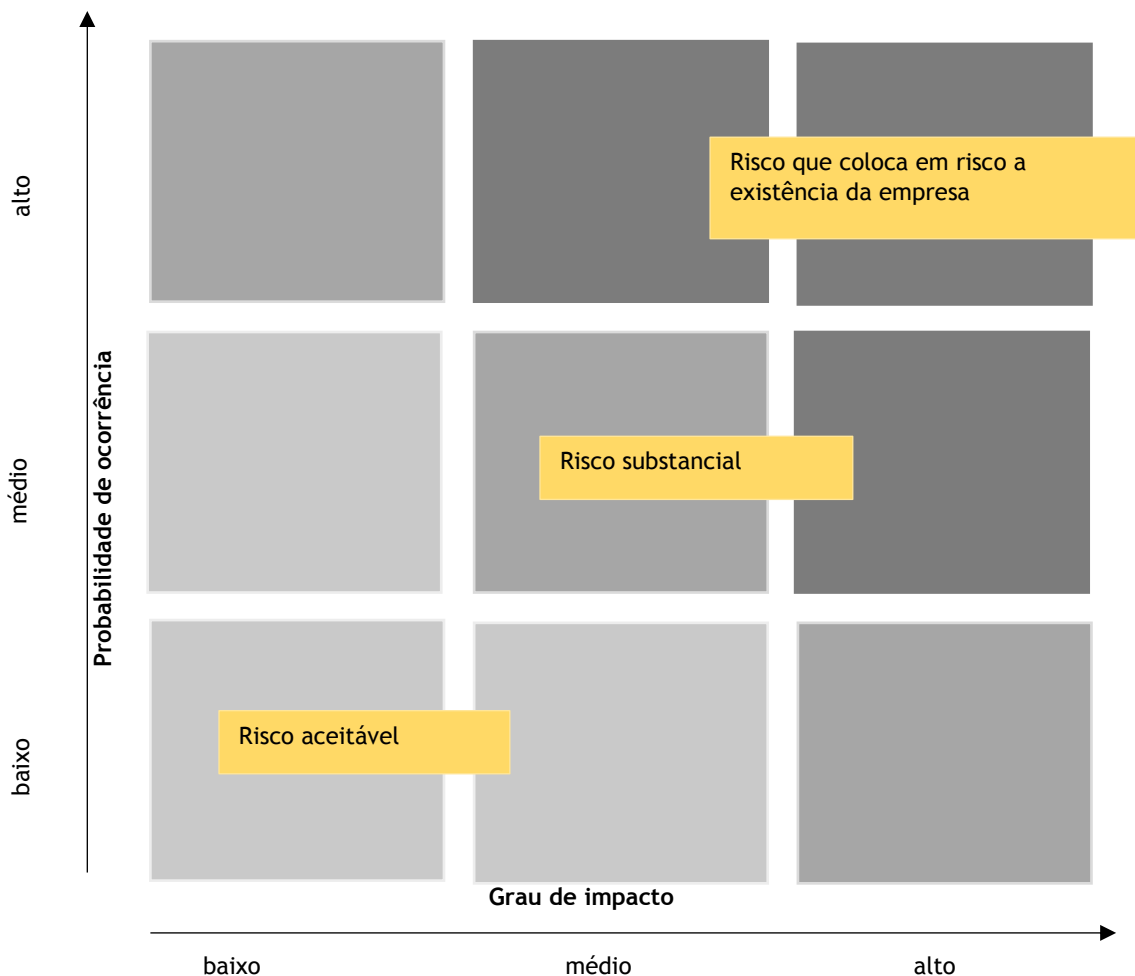 alto
Risco que coloca em risco a
existência da empresa
Probabilidade de ocorrência
médio
Risco substancial
baixo
Risco aceitável
Grau de impacto
baixo
médio
alto